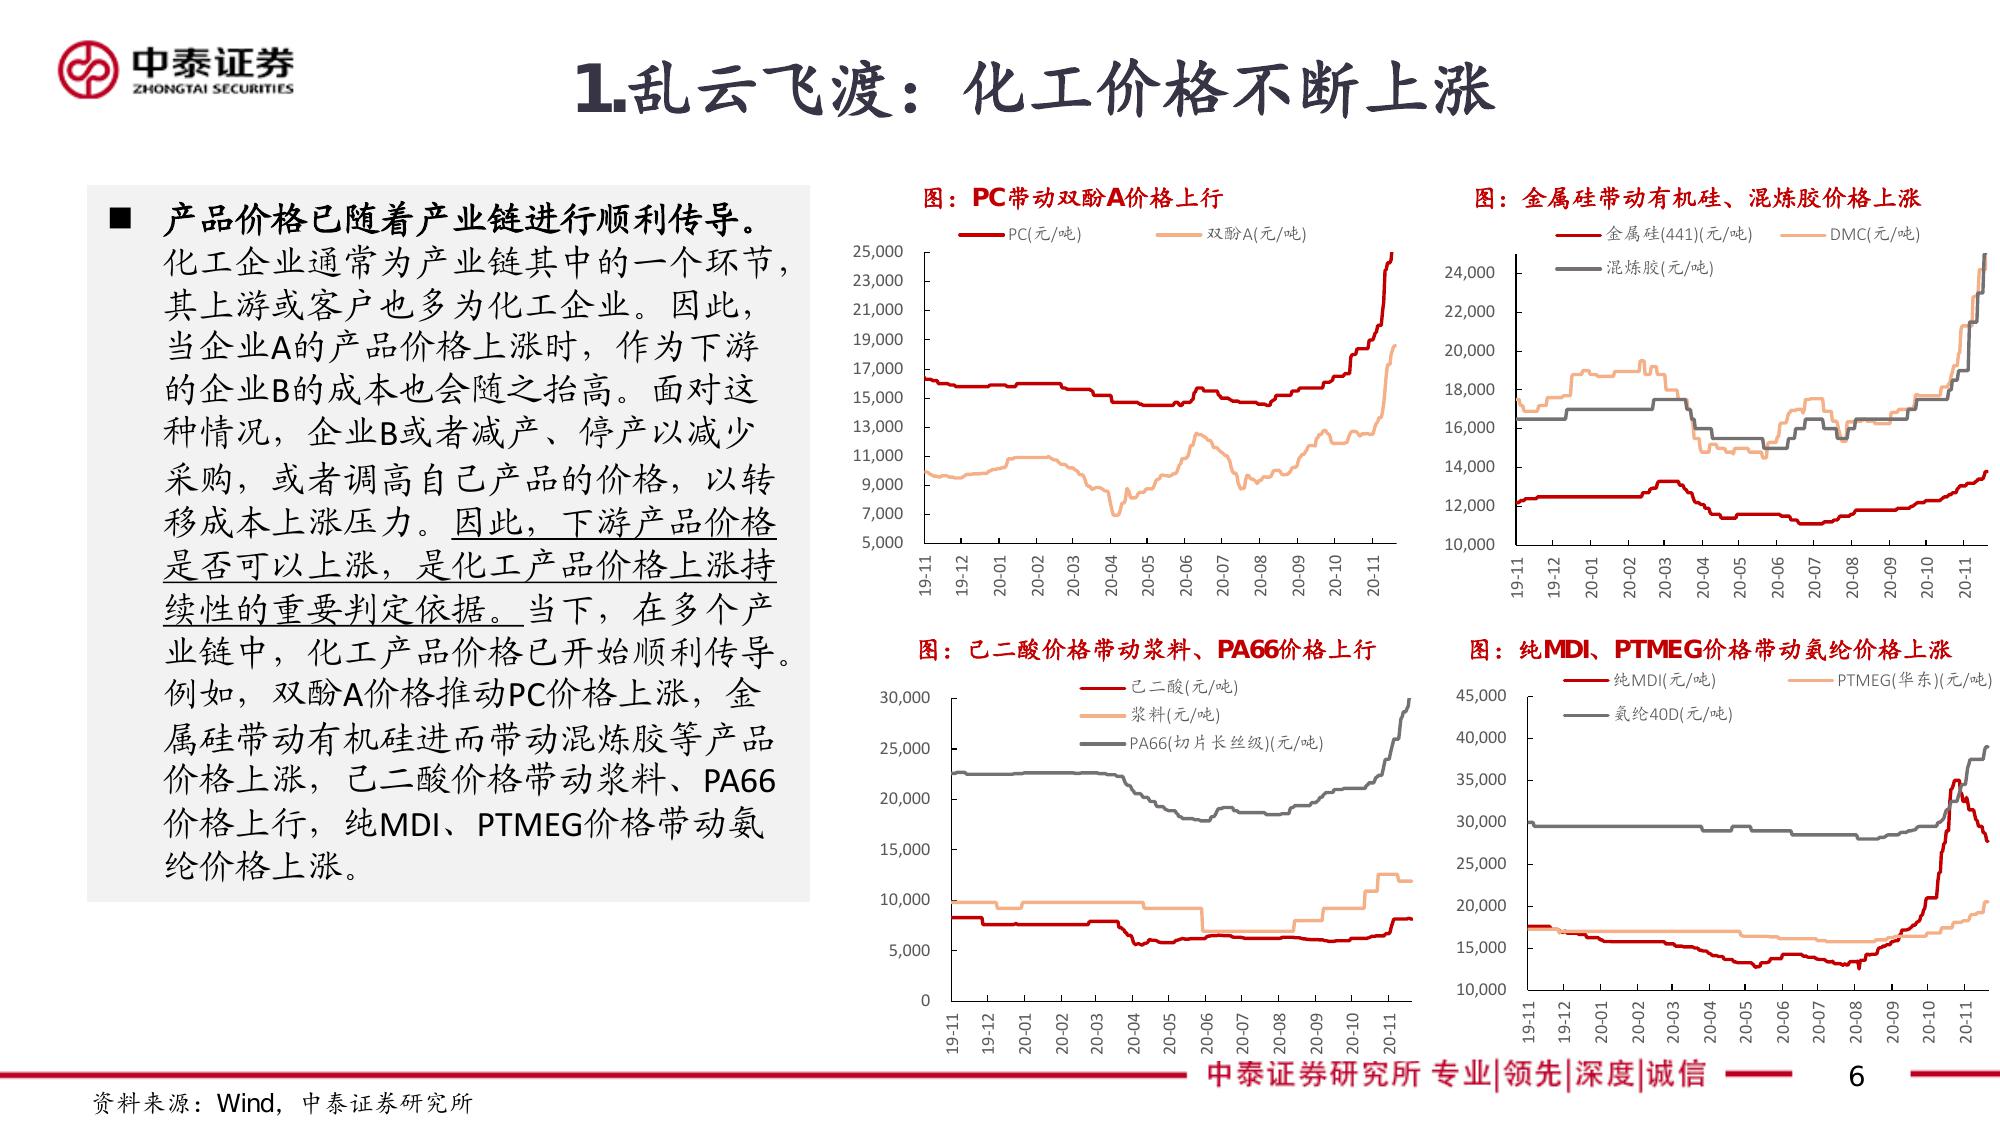 中泰证券
ZHONGTAI SECURITIES
1.乱云飞渡：化工价格不断上涨
■ 产品价格已随着产业链进行顺利传导。
化工企业通常为产业链其中的一个环节，
其上游或客户也多为化工企业。因此，
当企业A的产品价格上涨时，作为下游
的企业B的成本也会随之抬高。面对这
种情况，企业B或者减产、停产以减少
采购，或者调高自己产品的价格，以转
移成本上涨压力。因此，下游产品价格
是否可以上涨，是化工产品价格上涨持
续性的重要判定依据。当下，在多个产
业链中，化工产品价格已开始顺利传导。
例如，双酚A价格推动PC价格上涨，金
属硅带动有机硅进而带动混炼胶等产品
价格上涨，己二酸价格带动浆料、PA66
价格上行，纯MDI、PTMEG价格带动氨
纶价格上涨。
图：PC带动双酚A价格上行
PC(元/吨)
双酚A(元/吨)
25,000
23,000
21,000
19,000
17,000
15,000
13,000
11,000
9,000
7,000
5,000
19-11
19-12
20-01
20-02
20-03
20-04
20-05
20-06
20-07
20-08
20-09
20-10
20-11
图：金属硅带动有机硅、混炼胶价格上涨
金属硅(441)(元/吨)
DMC(元/吨)
混炼胶(元/吨)
24,000
22,000
20,000
18,000
16,000
14,000
12,000
10,000
19-11
19-12
20-01
20-02
20-03
20-04
20-05
20-06
20-07
20-08
20-09
20-10
20-11
图：己二酸价格带动浆料、PA66价格上行
己二酸(元/吨)
浆料(元/吨)
PA66(切片长丝级)(元/吨)
30,000
25,000
20,000
15,000
10,000
5,000
0
19-11
19-12
20-01
20-02
20-03
20-04
20-05
20-06
20-07
20-08
20-09
20-10
20-11
图：纯MDI、PTMEG价格带动氨纶价格上涨
纯MDI(元/吨)
PTMEG(华东)(元/吨)
氨纶40D(元/吨)
45,000
40,000
35,000
30,000
25,000
20,000
15,000
10,000
19-11
19-12
20-01
20-02
20-03
20-04
20-05
20-06
20-07
20-08
20-09
20-10
20-11
中泰证券研究所 专业|领先|深度|诚信
6
资料来源：Wind，中泰证券研究所